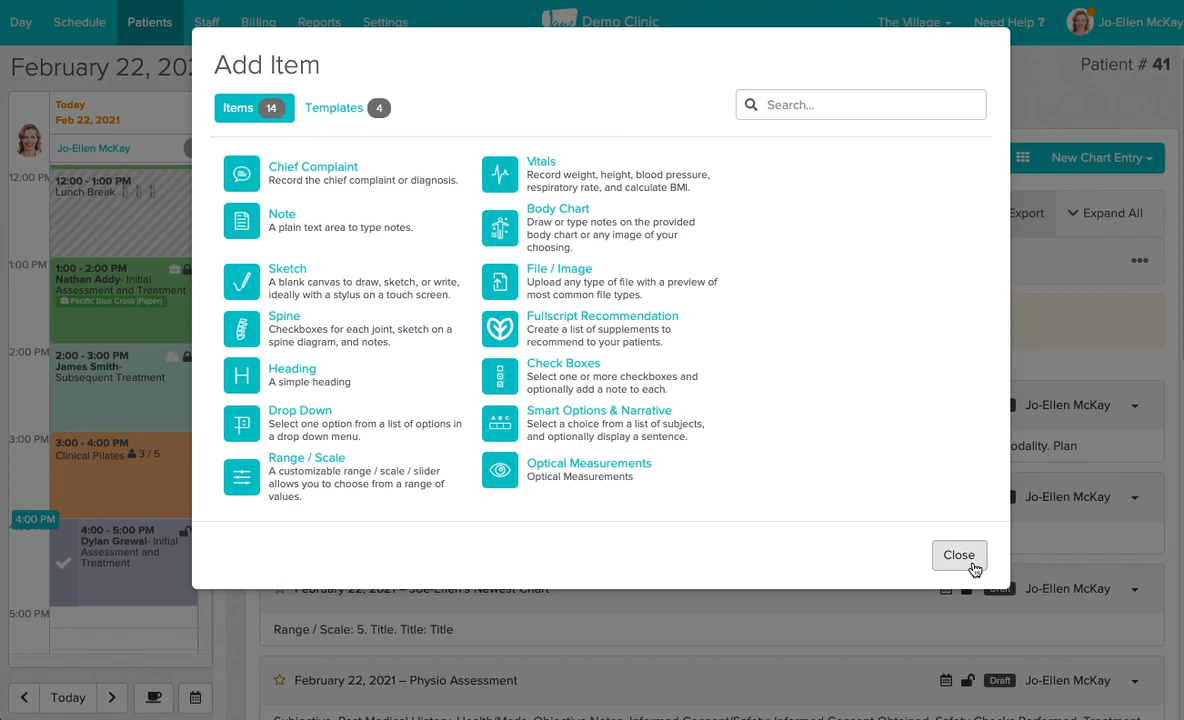 Day Schedule Patients Staff Billing Reports Settings Demo Clinic The Village Need Help ? Jo-Ellen McKay
February 22, 202
Patient # 41
Today
Feb 22, 2021
Jo-Ellen McKay
12:00 PM
12:00 - 1:00 PM
Lunch Break
1:00 PM
1:00 - 2:00 PM
Nathan Addy- Initial
Assessment and
Treatment
Pacific Blue Cross (Paper)
2:00 PM
2:00 - 3:00 PM
James Smith-
Subsequent Treatment
3:00 PM
3:00 - 4:00 PM
Clinical Pilates 3 / 5
4:00 PM
4:00 - 5:00 PM
Dylan Grewal- Initial
Assessment and
Treatment
5:00 PM
Today
Add Item
Items 14 Templates 4
Search...
Chief Complaint
Record the chief complaint or diagnosis.
Note
A plain text area to type notes.
Sketch
A blank canvas to draw, sketch, or write,
ideally with a stylus on a touch screen.
Spine
Checkboxes for each joint, sketch on a
spine diagram, and notes.
Heading
A simple heading
Drop Down
Select one option from a list of options in
a drop down menu.
Range / Scale
A customizable range / scale / slider
allows you to choose from a range of
values.
Vitals
Record weight, height, blood pressure,
respiratory rate, and calculate BMI.
Body Chart
Draw or type notes on the provided
body chart or any image of your
choosing.
File / Image
Upload any type of file with a preview of
most common file types.
Fullscript Recommendation
Create a list of supplements to
recommend to your patients.
Check Boxes
Select one or more checkboxes and
optionally add a note to each.
Smart Options & Narrative
Select a choice from a list of subjects,
and optionally display a sentence.
Optical Measurements
Optical Measurements
Close
New Chart Entry
Export Expand All
Jo-Ellen McKay
odality. Plan
Jo-Ellen McKay
February 22, 2021 – Joe-Ellen's Newest Chart Draft Jo-Ellen McKay
Range / Scale: 5. Title. Title: Title
February 22, 2021 – Physio Assessment Draft Jo-Ellen McKay